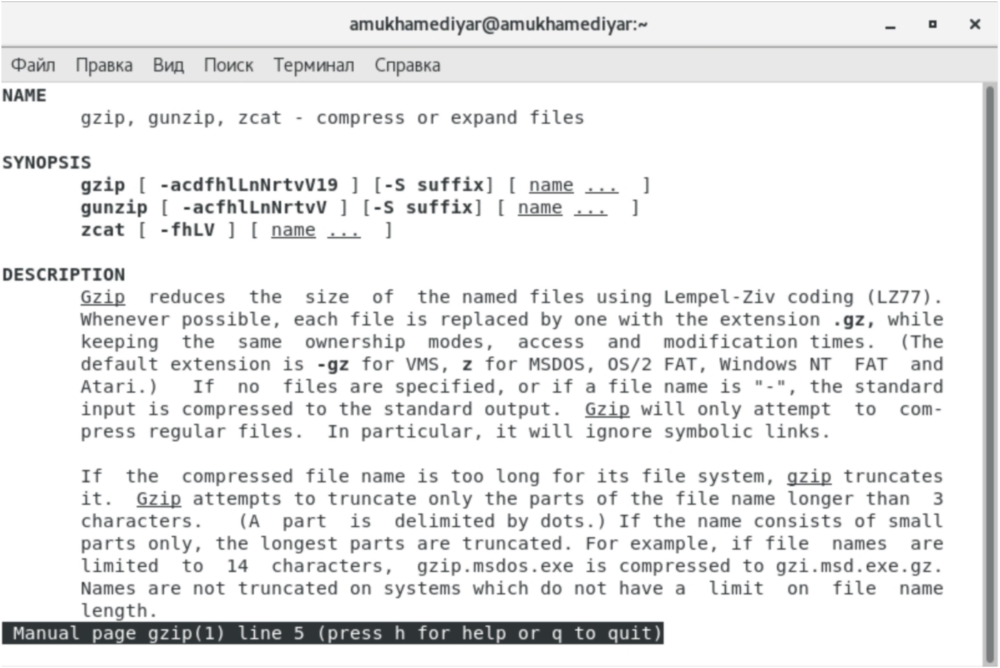 amukhamediyar@amukhamediyar:~
Файл Правка Вид Поиск Терминал Справка
NAME
gzip, gunzip, zcat - compress or expand files
SYNOPSIS
gzip [ -acdfhlLnNrtvV19 ] [-S suffix] [ name ... ]
gunzip [ -acfhlLnNrtvV ] [-S suffix] [ name ... ]
zcat [ -fhLV ] [ name ... ]
DESCRIPTION
Gzip reduces the size of the named files using Lempel-Ziv coding (LZ77).
Whenever possible, each file is replaced by one with the extension .gz, while
keeping the same ownership modes, access and modification times. (The
default extension is -gz for VMS, z for MSDOS, OS/2 FAT, Windows NT FAT and
Atari.) If no files are specified, or if a file name is "-", the standard
input is compressed to the standard output. Gzip will only attempt to com-
press regular files. In particular, it will ignore symbolic links.
If the compressed file name is too long for its file system, gzip truncates
it. Gzip attempts to truncate only the parts of the file name longer than 3
characters. (A part is delimited by dots.) If the name consists of small
parts only, the longest parts are truncated. For example, if file names are
limited to 14 characters, gzip.msdos.exe is compressed to gzi.msd.exe.gz.
Names are not truncated on systems which do not have a limit on file name
length.
Manual page gzip(1) line 5 (press h for help or q to quit)